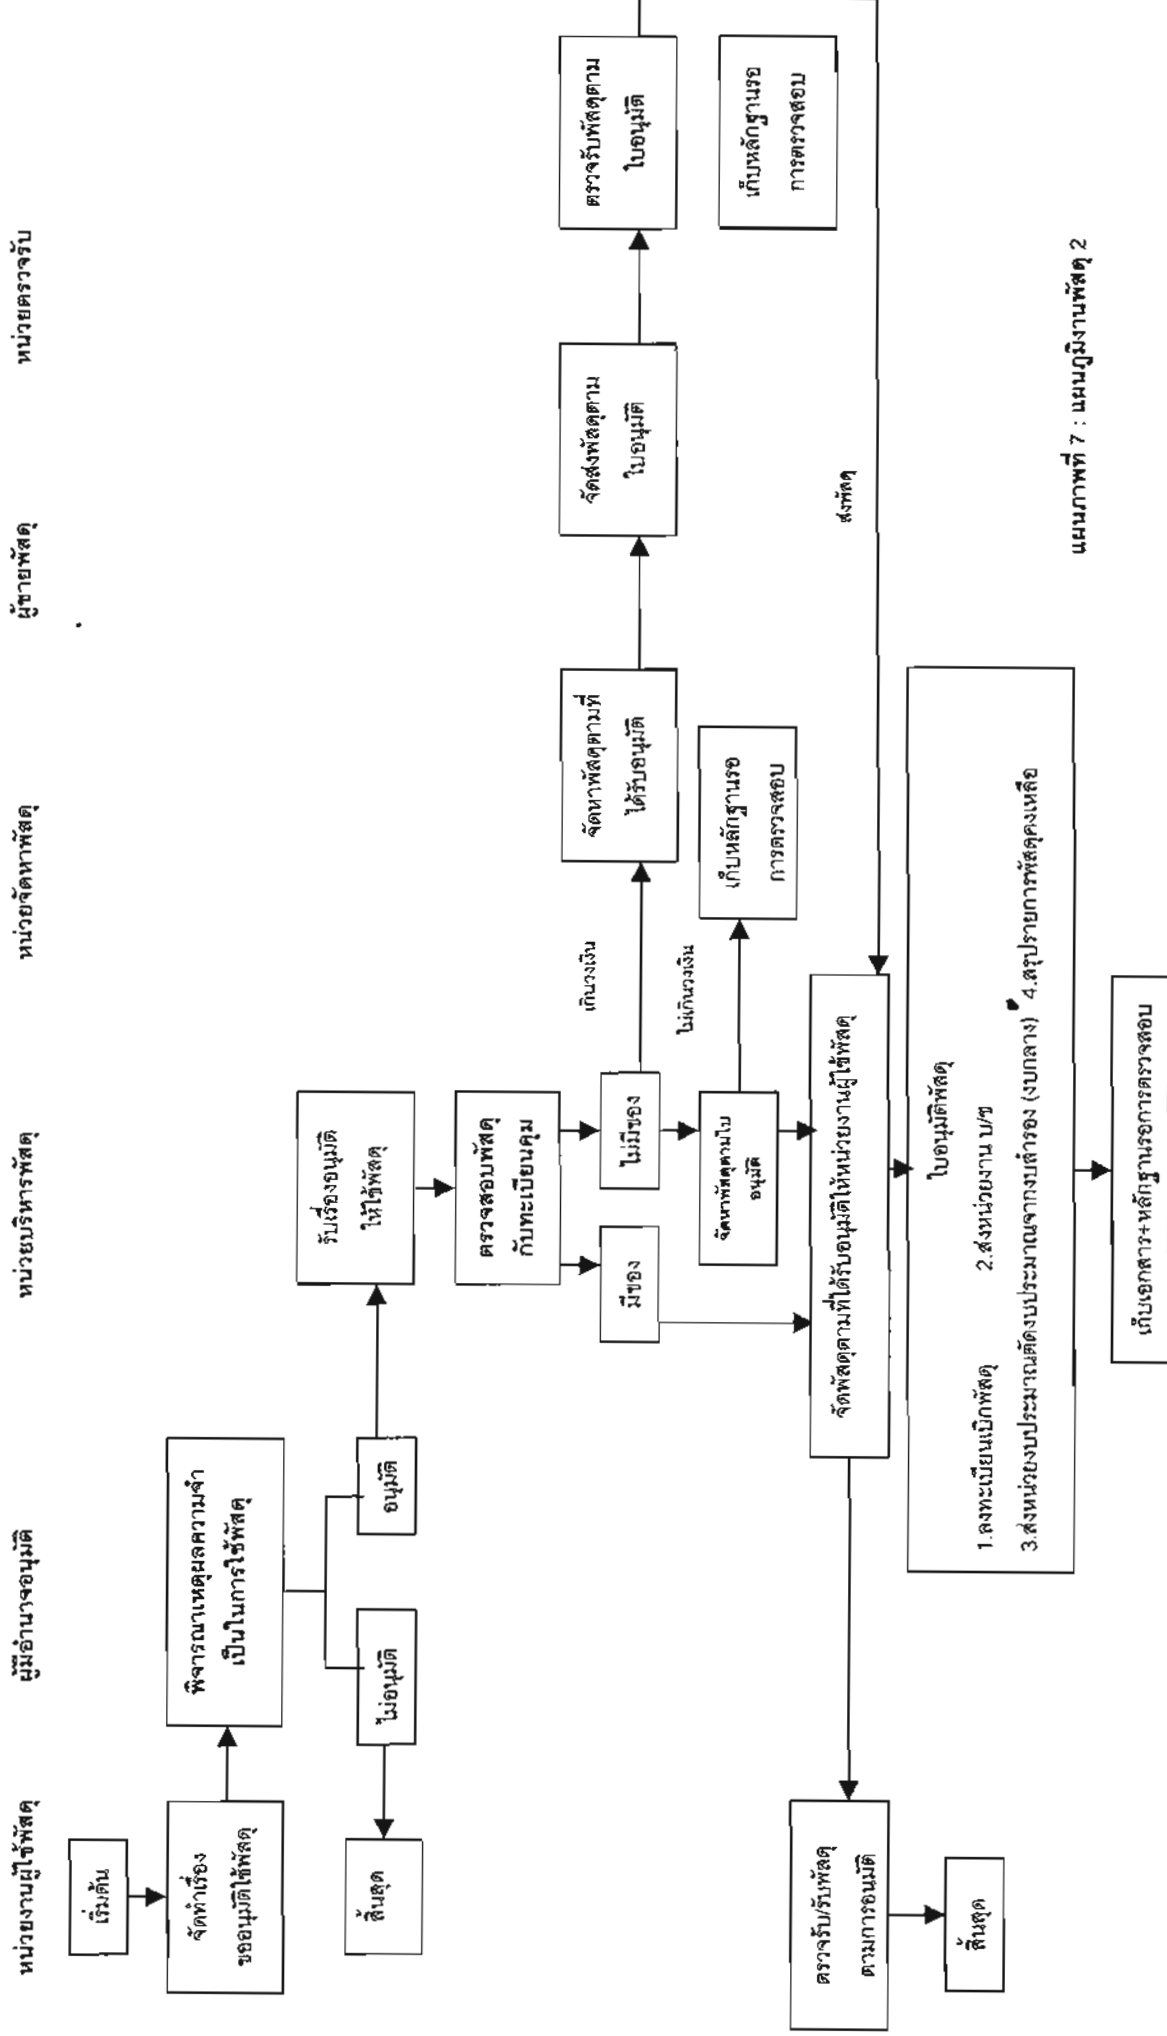 หน่วยงานผู้ใช้พัสดุ
ผู้มีอำนาจอนุมัติ
หน่วยบริหารพัสดุ
หน่วยจัดหาพัสดุ
ผู้ขายพัสดุ
หน่วยตรวจรับ
เริ่มต้น
จัดทำเรื่อง
ขออนุมัติใช้พัสดุ
พิจารณาเหตุผลความจำ
เป็นในการใช้พัสดุ
ไม่อนุมัติ
อนุมัติ
สิ้นสุด
รับเรื่องอนุมัติ
ให้ใช้พัสดุ
ตรวจสอบพัสดุ
กับทะเบียนคุม
มีของ
ไม่มีของ
เกินวงเงิน
จัดหาพัสดุตามที่
ได้รับอนุมัติ
จัดส่งพัสดุตาม
ใบอนุมัติ
ตรวจรับพัสดุตาม
ใบอนุมัติ
ไม่เกินวงเงิน
จัดหาพัสดุตามใบ
อนุมัติ
เก็บหลักฐานรอ
การตรวจสอบ
เก็บหลักฐานรอ
การตรวจสอบ
ส่งพัสดุ
จัดพัสดุตามที่ได้รับอนุมัติให้หน่วยงานผู้ใช้พัสดุ
ตรวจรับ/รับพัสดุ
ตามการอนุมัติ
สิ้นสุด
ใบอนุมัติพัสดุ
1.ลงทะเบียนเบิกพัสดุ 2.ส่งหน่วยงาน บ/ช
3.ส่งหน่วยงบประมาณตัดงบประมาณจากงบสำรอง (งบกลาง) 4.สรุปรายการพัสดุคงเหลือ
เก็บเอกสาร+หลักฐานรอการตรวจสอบ
แผนภาพที่ 7 : แผนภูมิงานพัสดุ 2